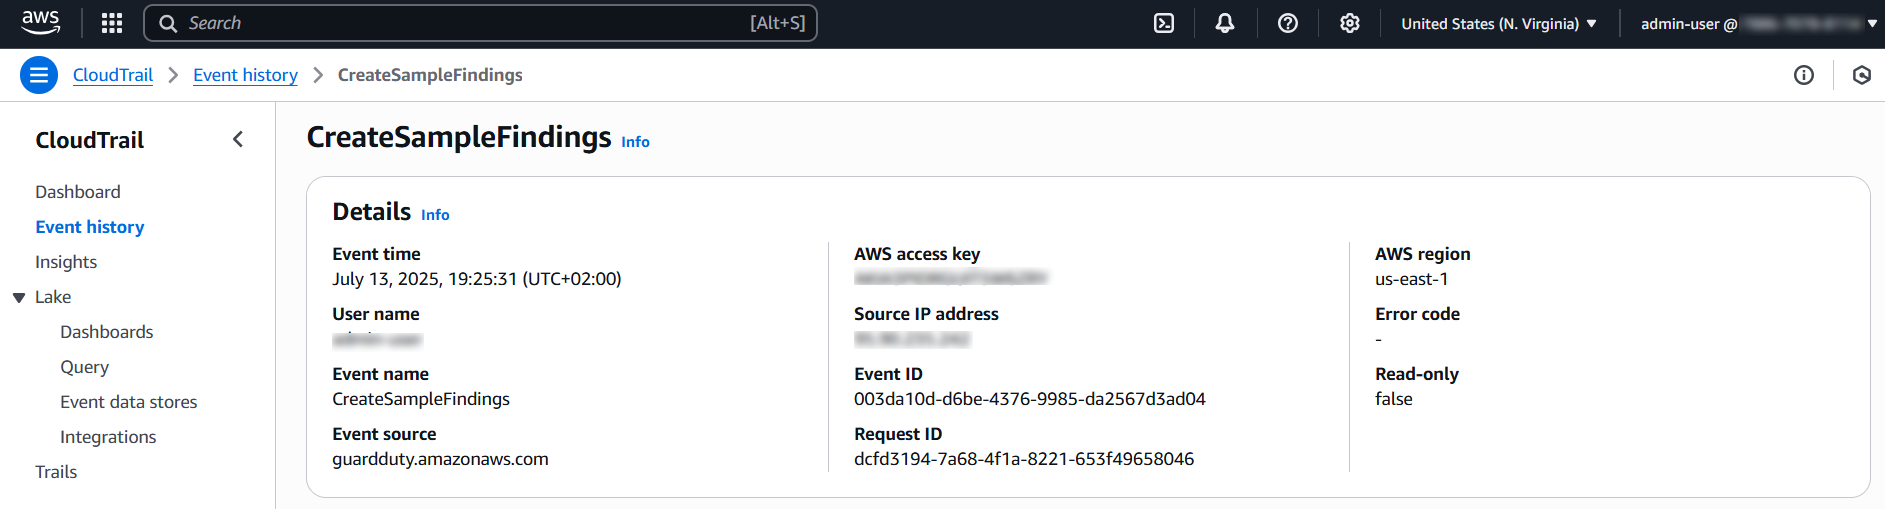 aws
Search [Alt+S]
United States (N. Virginia)
admin-user @
CloudTrail
Event history
CreateSampleFindings
CloudTrail
Dashboard
Event history
Insights
Lake
Dashboards
Query
Event data stores
Integrations
Trails
CreateSampleFindings Info
Details Info
Event time
July 13, 2025, 19:25:31 (UTC+02:00)
User name
Event name
CreateSampleFindings
Event source
guardduty.amazonaws.com
AWS access key
Source IP address
Event ID
003da10d-d6be-4376-9985-da2567d3ad04
Request ID
dcfd3194-7a68-4f1a-8221-653f49658046
AWS region
us-east-1
Error code
-
Read-only
false